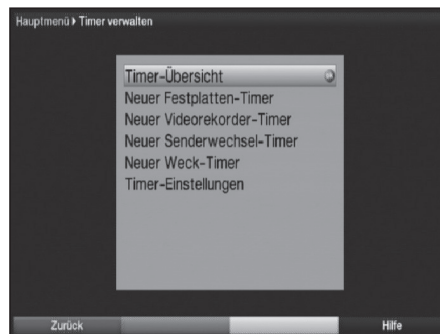 Hauptmenü ▸ Timer verwalten
Timer-Übersicht
Neuer Festplatten-Timer
Neuer Videorekorder-Timer
Neuer Senderwechsel-Timer
Neuer Weck-Timer
Timer-Einstellungen
Zurück
Hilfe